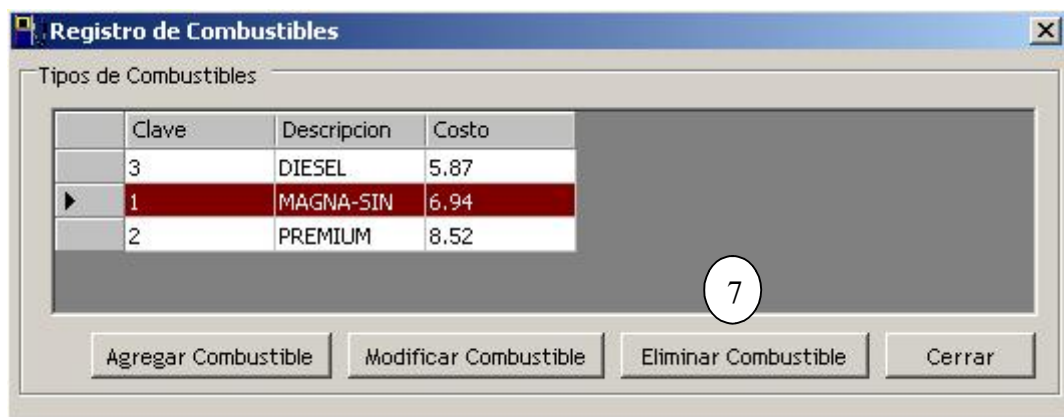 Registro de Combustibles
Tipos de Combustibles
Clave Descripcion Costo
3 DIESEL 5.87
1 MAGNA-SIN 6.94
2 PREMIUM 8.52
7
Agregar Combustible Modificar Combustible Eliminar Combustible Cerrar